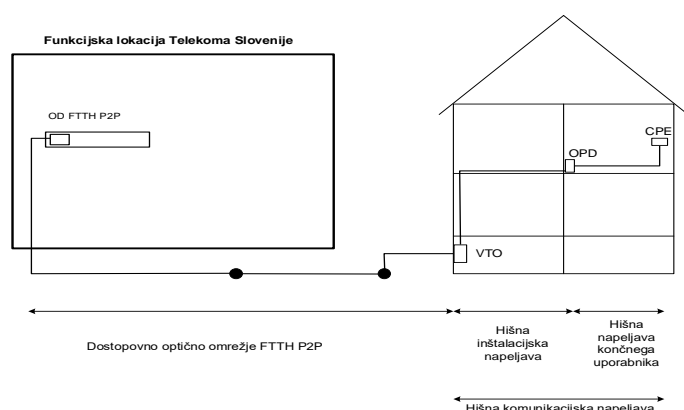 Funkcijska lokacija Telekoma Slovenije
OD FTTH P2P
CPE
OPD
VTO
Dostopovno optično omrežje FTTH P2P
Hišna
inštalacijska
napeljava
Hišna
napeljava
končnega
uporabnika
Hišna komunikacijska napeljava